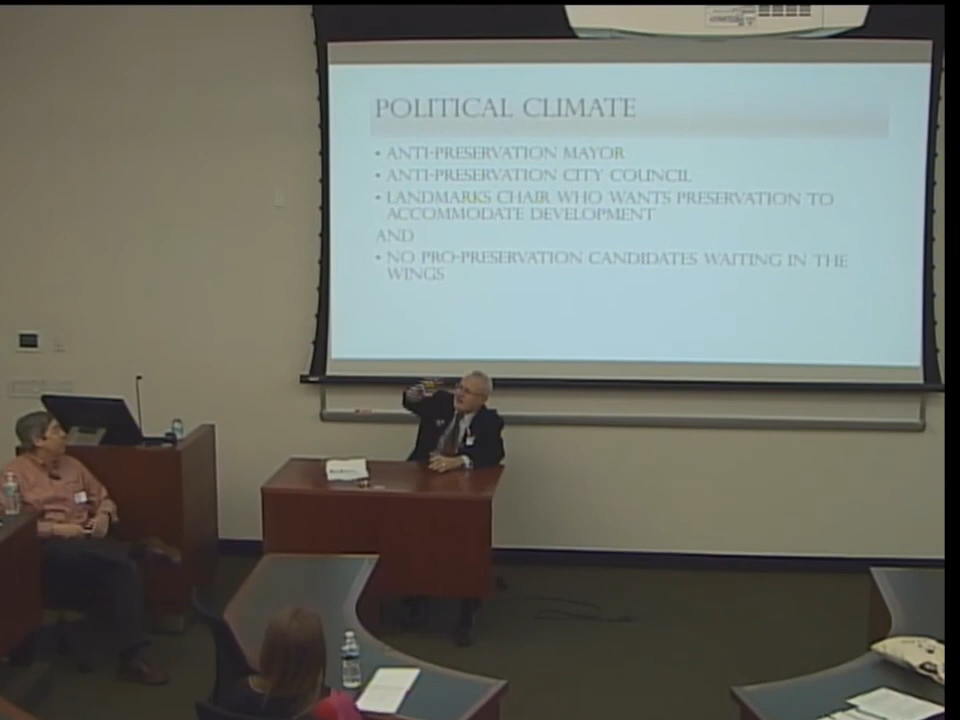 POLITICAL CLIMATE
• ANTI-PRESERVATION MAYOR
• ANTI-PRESERVATION CITY COUNCIL
• LANDMARKS CHAIR WHO WANTS PRESERVATION TO
ACCOMMODATE DEVELOPMENT
AND
• NO PRO-PRESERVATION CANDIDATES WAITING IN THE
WINGS